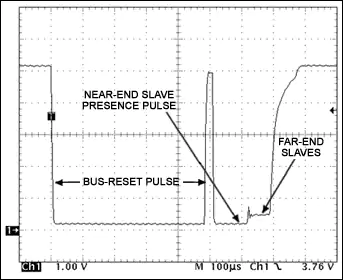 NEAR-END SLAVE
PRESENCE PULSE
FAR-END
SLAVES
BUS-RESET PULSE
1
Ch1 1.00 V M 100µs Ch1 3.76 V